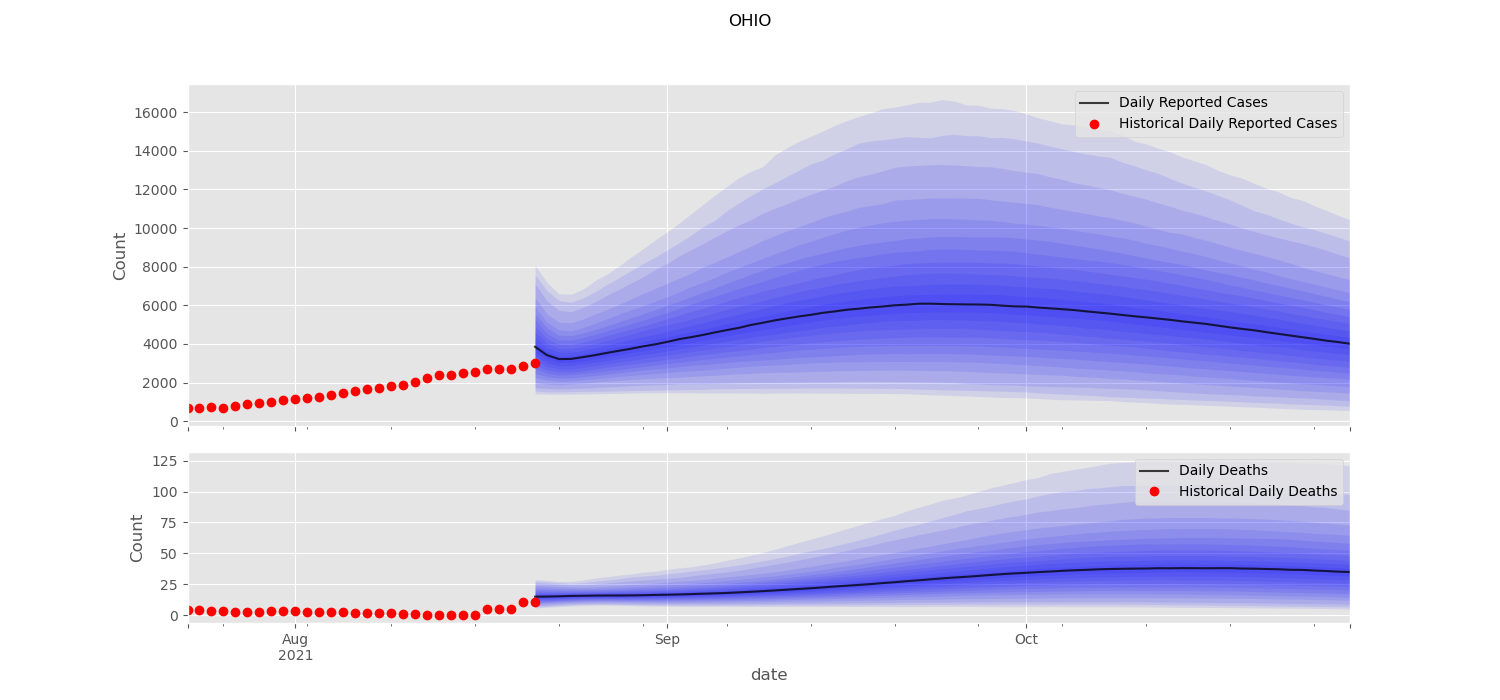 OHIO
Daily Reported Cases
Historical Daily Reported Cases
16000
14000
12000
10000
8000
6000
4000
2000
0
Count
Daily Deaths
Historical Daily Deaths
125
100
75
50
25
0
Count
Aug
2021
Sep
Oct
date